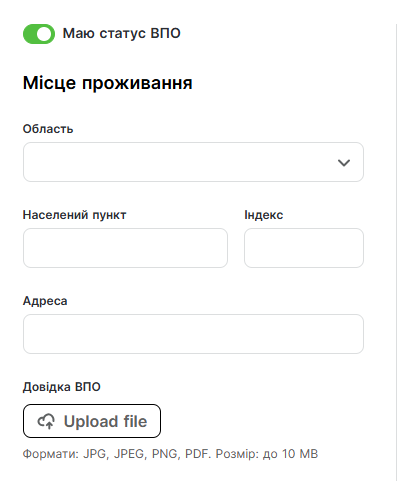 Маю статус ВПО
Місце проживання
Область
Населений пункт
Індекс
Адреса
Довідка ВПО
Upload file
Формати: JPG, JPEG, PNG, PDF. Розмір: до 10 MB